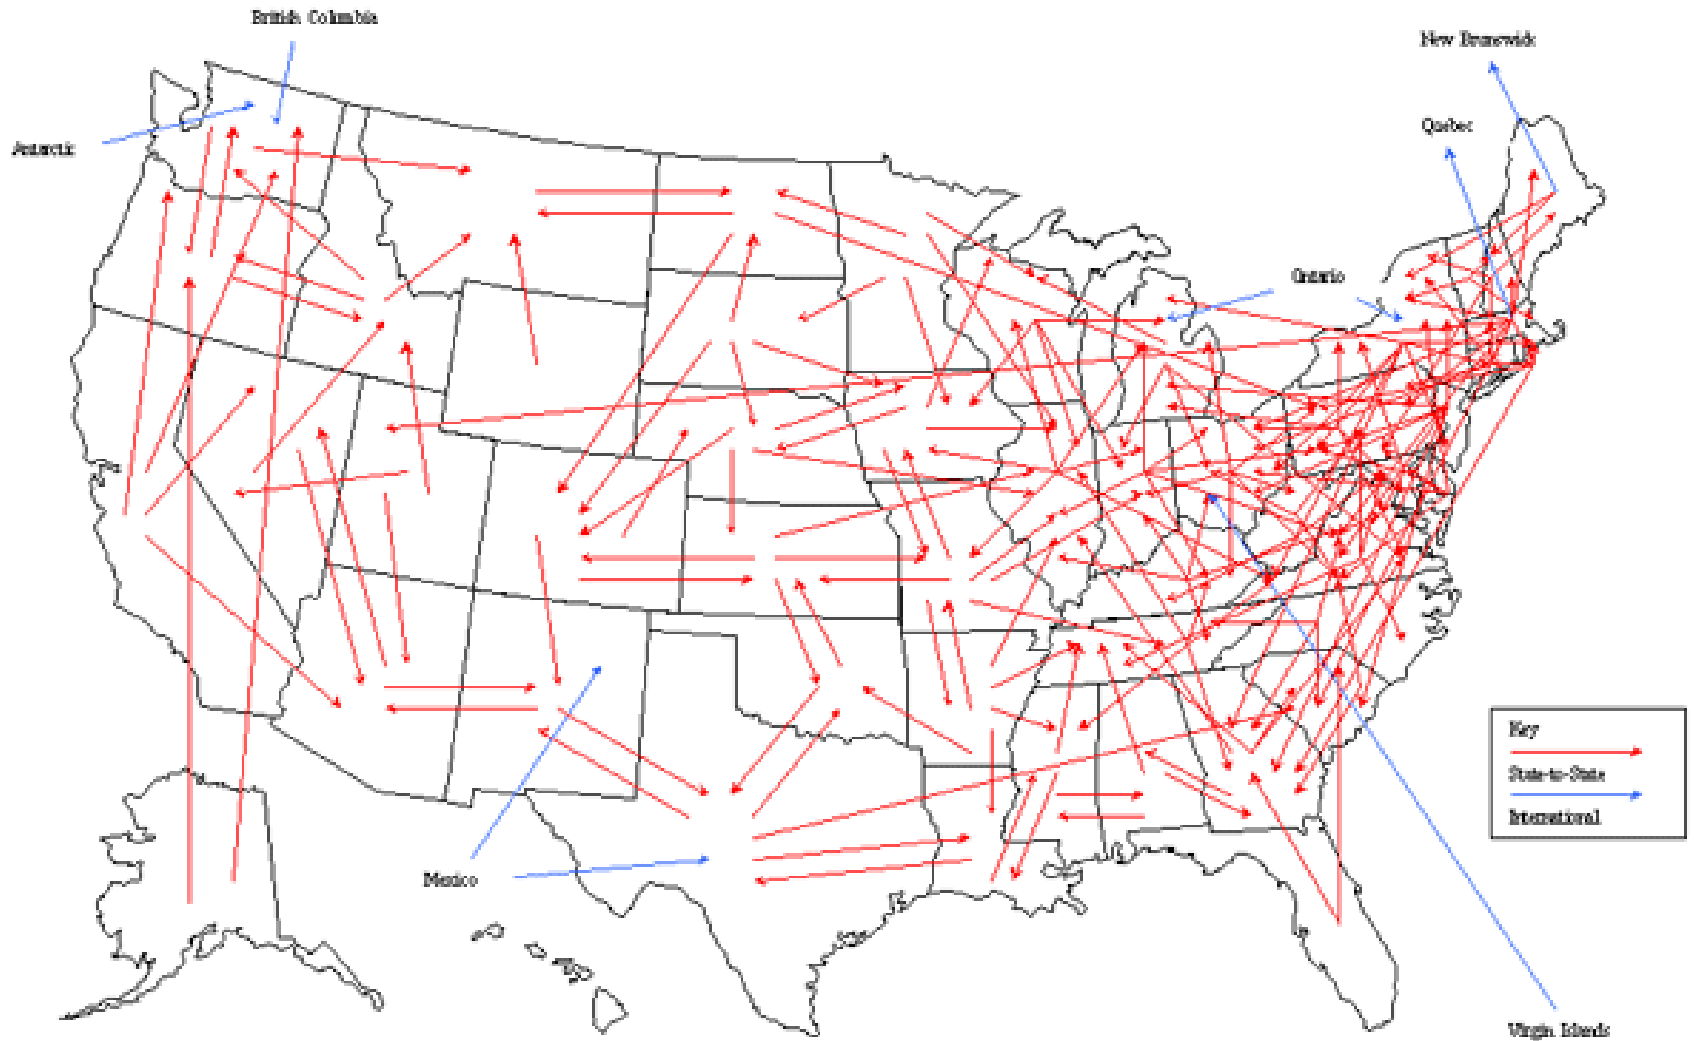 British Columbia
New Brunswick
Quebec
Antarctic
Ontario
Key
State-to-State
International
Mexico
Virgin Islands